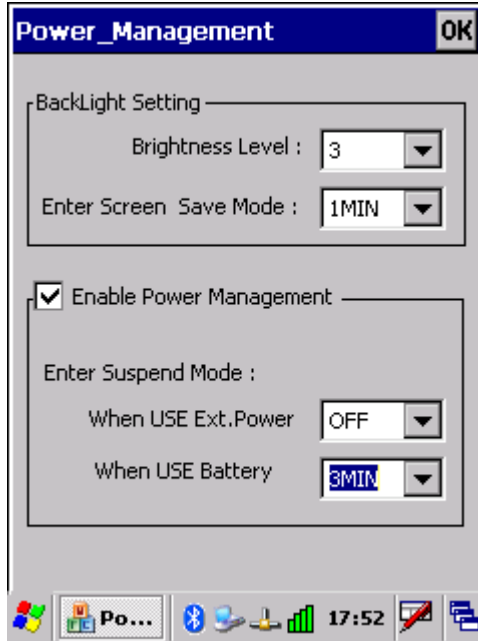 Power_Management OK
BackLight Setting
Brightness Level : 3
Enter Screen Save Mode : 1MIN
Enable Power Management
Enter Suspend Mode :
When USE Ext.Power OFF
When USE Battery 3MIN
Po... 17:52